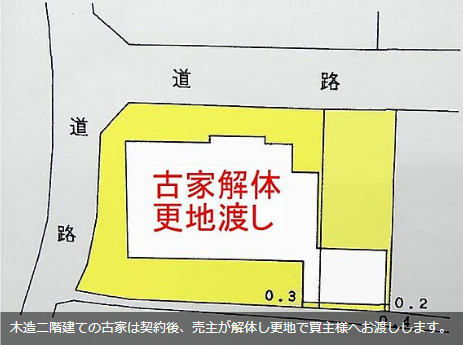 道 路
道
路
古家解体
更地渡し
0.3
0.2
木造二階建ての古家は契約後、売主が解体し更地で買主様へお渡しします。